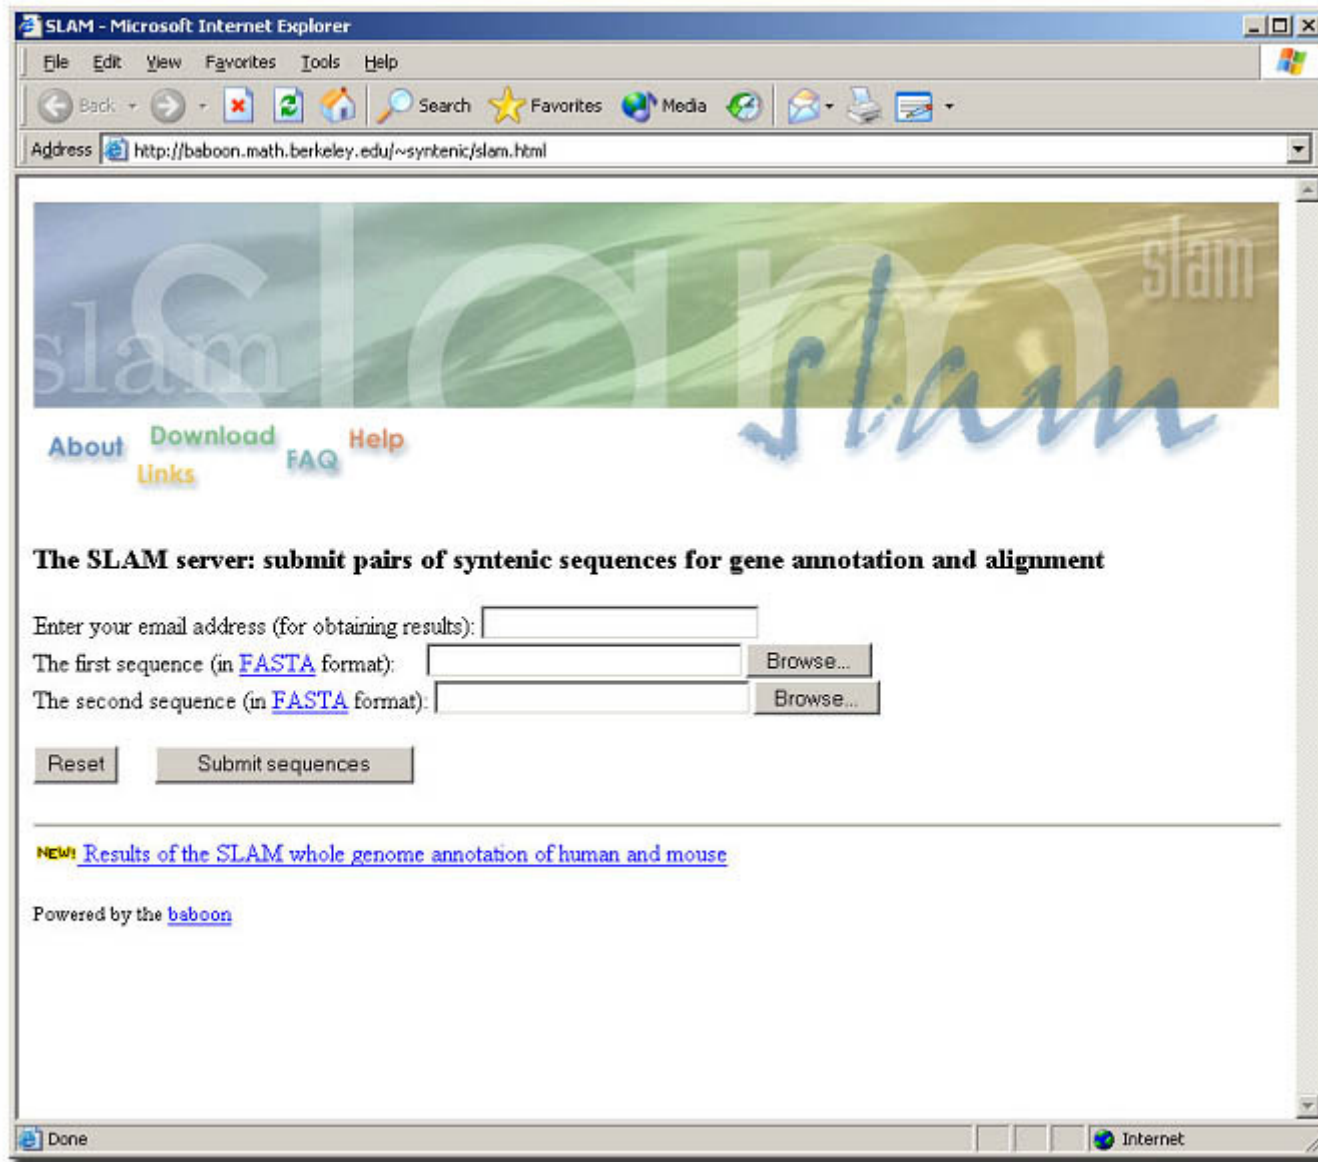 SLAM - Microsoft Internet Explorer
File Edit View Favorites Tools Help
Back Search Favorites Media
Address http://baboon.math.berkeley.edu/~syntenic/slam.html
slam
slam
slam
slam
About Download Links FAQ Help
The SLAM server: submit pairs of syntenic sequences for gene annotation and alignment
Enter your email address (for obtaining results):
The first sequence (in FASTA format): Browse...
The second sequence (in FASTA format): Browse...
Reset Submit sequences
NEW! Results of the SLAM whole genome annotation of human and mouse
Powered by the baboon
Done Internet